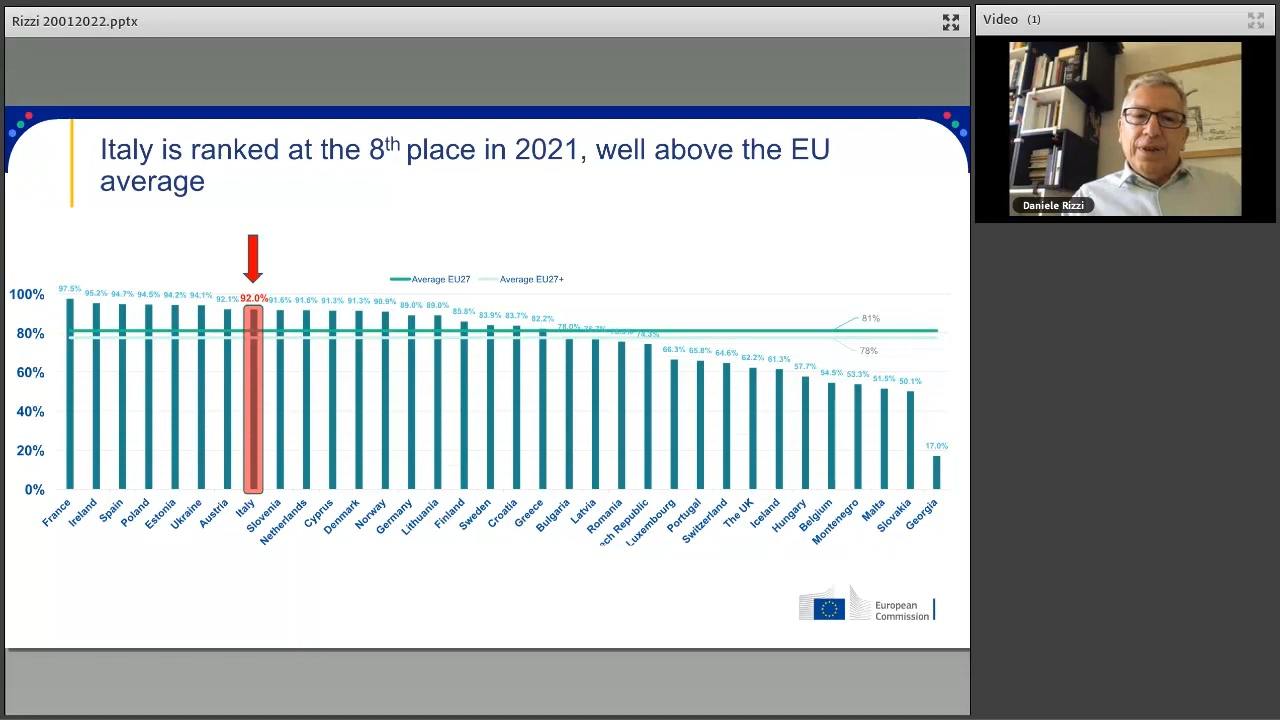 Rizzi 20012022.pptx
Video (1)
Daniele Rizzi
Italy is ranked at the 8th place in 2021, well above the EU
average
Average EU27 Average EU27+
100%
80%
60%
40%
20%
0%
97.5% 95.2% 94.7% 94.5% 94.2% 94.1% 92.1% 92.0% 91.6% 91.6% 91.3% 91.3% 90.9% 89.0% 89.0% 85.8% 83.9% 83.7% 82.2% 78.0% 74.3% 66.3% 65.8% 64.6% 62.2% 61.3% 57.7% 54.5% 53.3% 51.5% 50.1% 17.0%
81%
78%
France Ireland Spain Poland Estonia Ukraine Austria Italy Slovenia Netherlands Cyprus Denmark Norway Germany Lithuania Finland Sweden Croatia Greece Bulgaria Latvia Romania ech Republic Luxembourg Portugal Switzerland The UK Iceland Hungary Belgium Montenegro Malta Slovakia Georgia
European
Commission